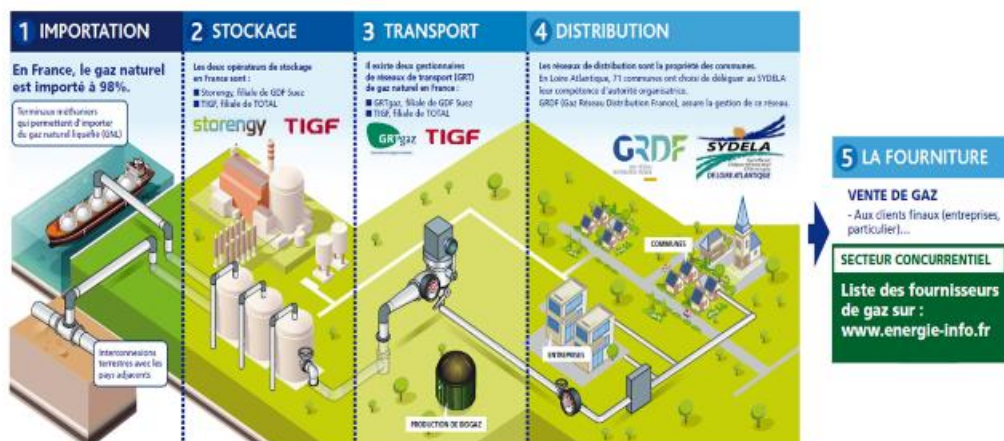 1 IMPORTATION
En France, le gaz naturel
est importé à 98%.
Terminaux méthaniers
qui permettent d'importer
du gaz naturel liquéfié (GNL)
Interconnexions
terrestres avec les
pays adjacents
2 STOCKAGE
Les deux opérateurs de stockage
en France sont :
■ Storengy, filiale de GDF Suez
■ TIGF, filiale de TOTAL
storengy TIGF
3 TRANSPORT
Il existe deux gestionnaires
de réseaux de transport (GRT)
de gaz naturel en France :
■ GRTgaz, filiale de GDF Suez
■ TIGF, filiale de TOTAL
GRTgaz TIGF
PRODUCTION DE BIOGAZ
4 DISTRIBUTION
Les réseaux de distribution sont la propriété des communes.
En Loire Atlantique, 71 communes ont choisi de déléguer au SYDELA
leur compétence d'autorité organisatrice.
GRDF (Gaz Réseau Distribution France), assure la gestion de ce réseau.
GRDF
SYDELA
DE LOIRE ATLANTIQUE
COMMUNES
ENTREPRISES
5 LA FOURNITURE
VENTE DE GAZ
- Aux clients finaux (entreprises,
particulier)...
SECTEUR CONCURRENTIEL
Liste des fournisseurs
de gaz sur :
www.energie-info.fr